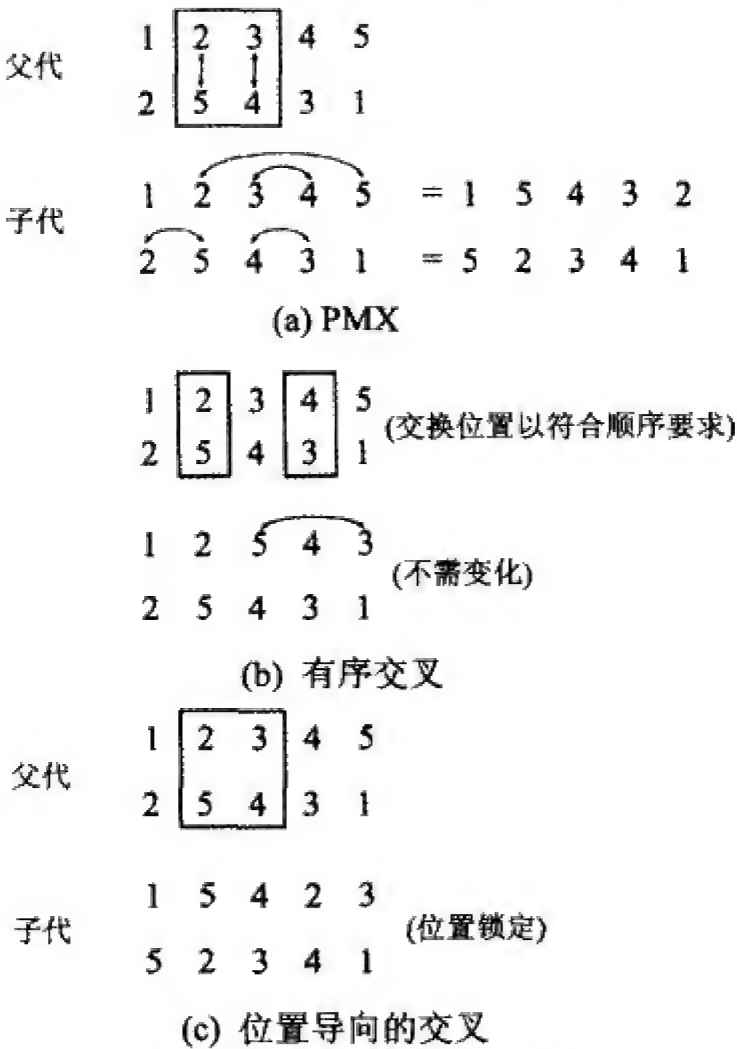 父代
1 2 3 4 5
2 5 4 3 1
子代
1 2 3 4 5 = 1 5 4 3 2
2 5 4 3 1 = 5 2 3 4 1
(a) PMX
1 2 3 4 5
2 5 4 3 1
(交换位置以符合顺序要求)
1 2 5 4 3
2 5 4 3 1
(不需变化)
(b) 有序交叉
父代
1 2 3 4 5
2 5 4 3 1
子代
1 5 4 2 3
5 2 3 4 1
(位置锁定)
(c) 位置导向的交叉